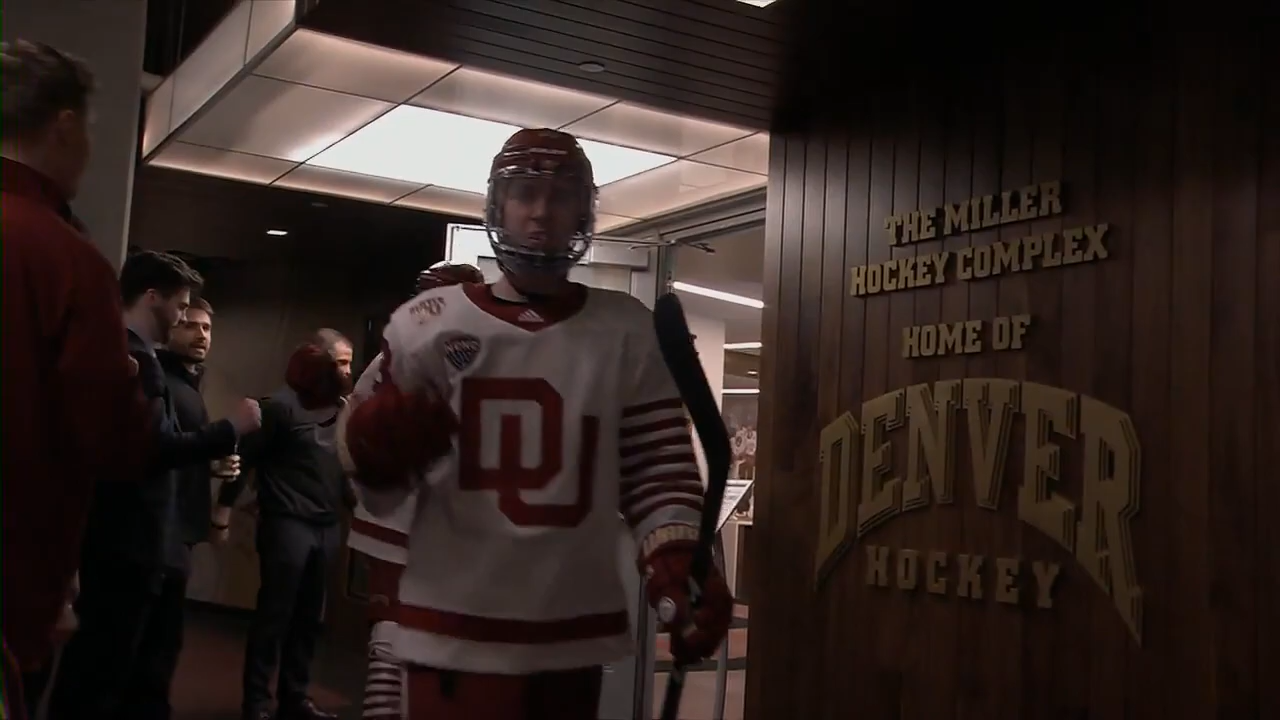 THE MILLER
HOCKEY COMPLEX
HOME OF
DENVER
HOCKEY
DU